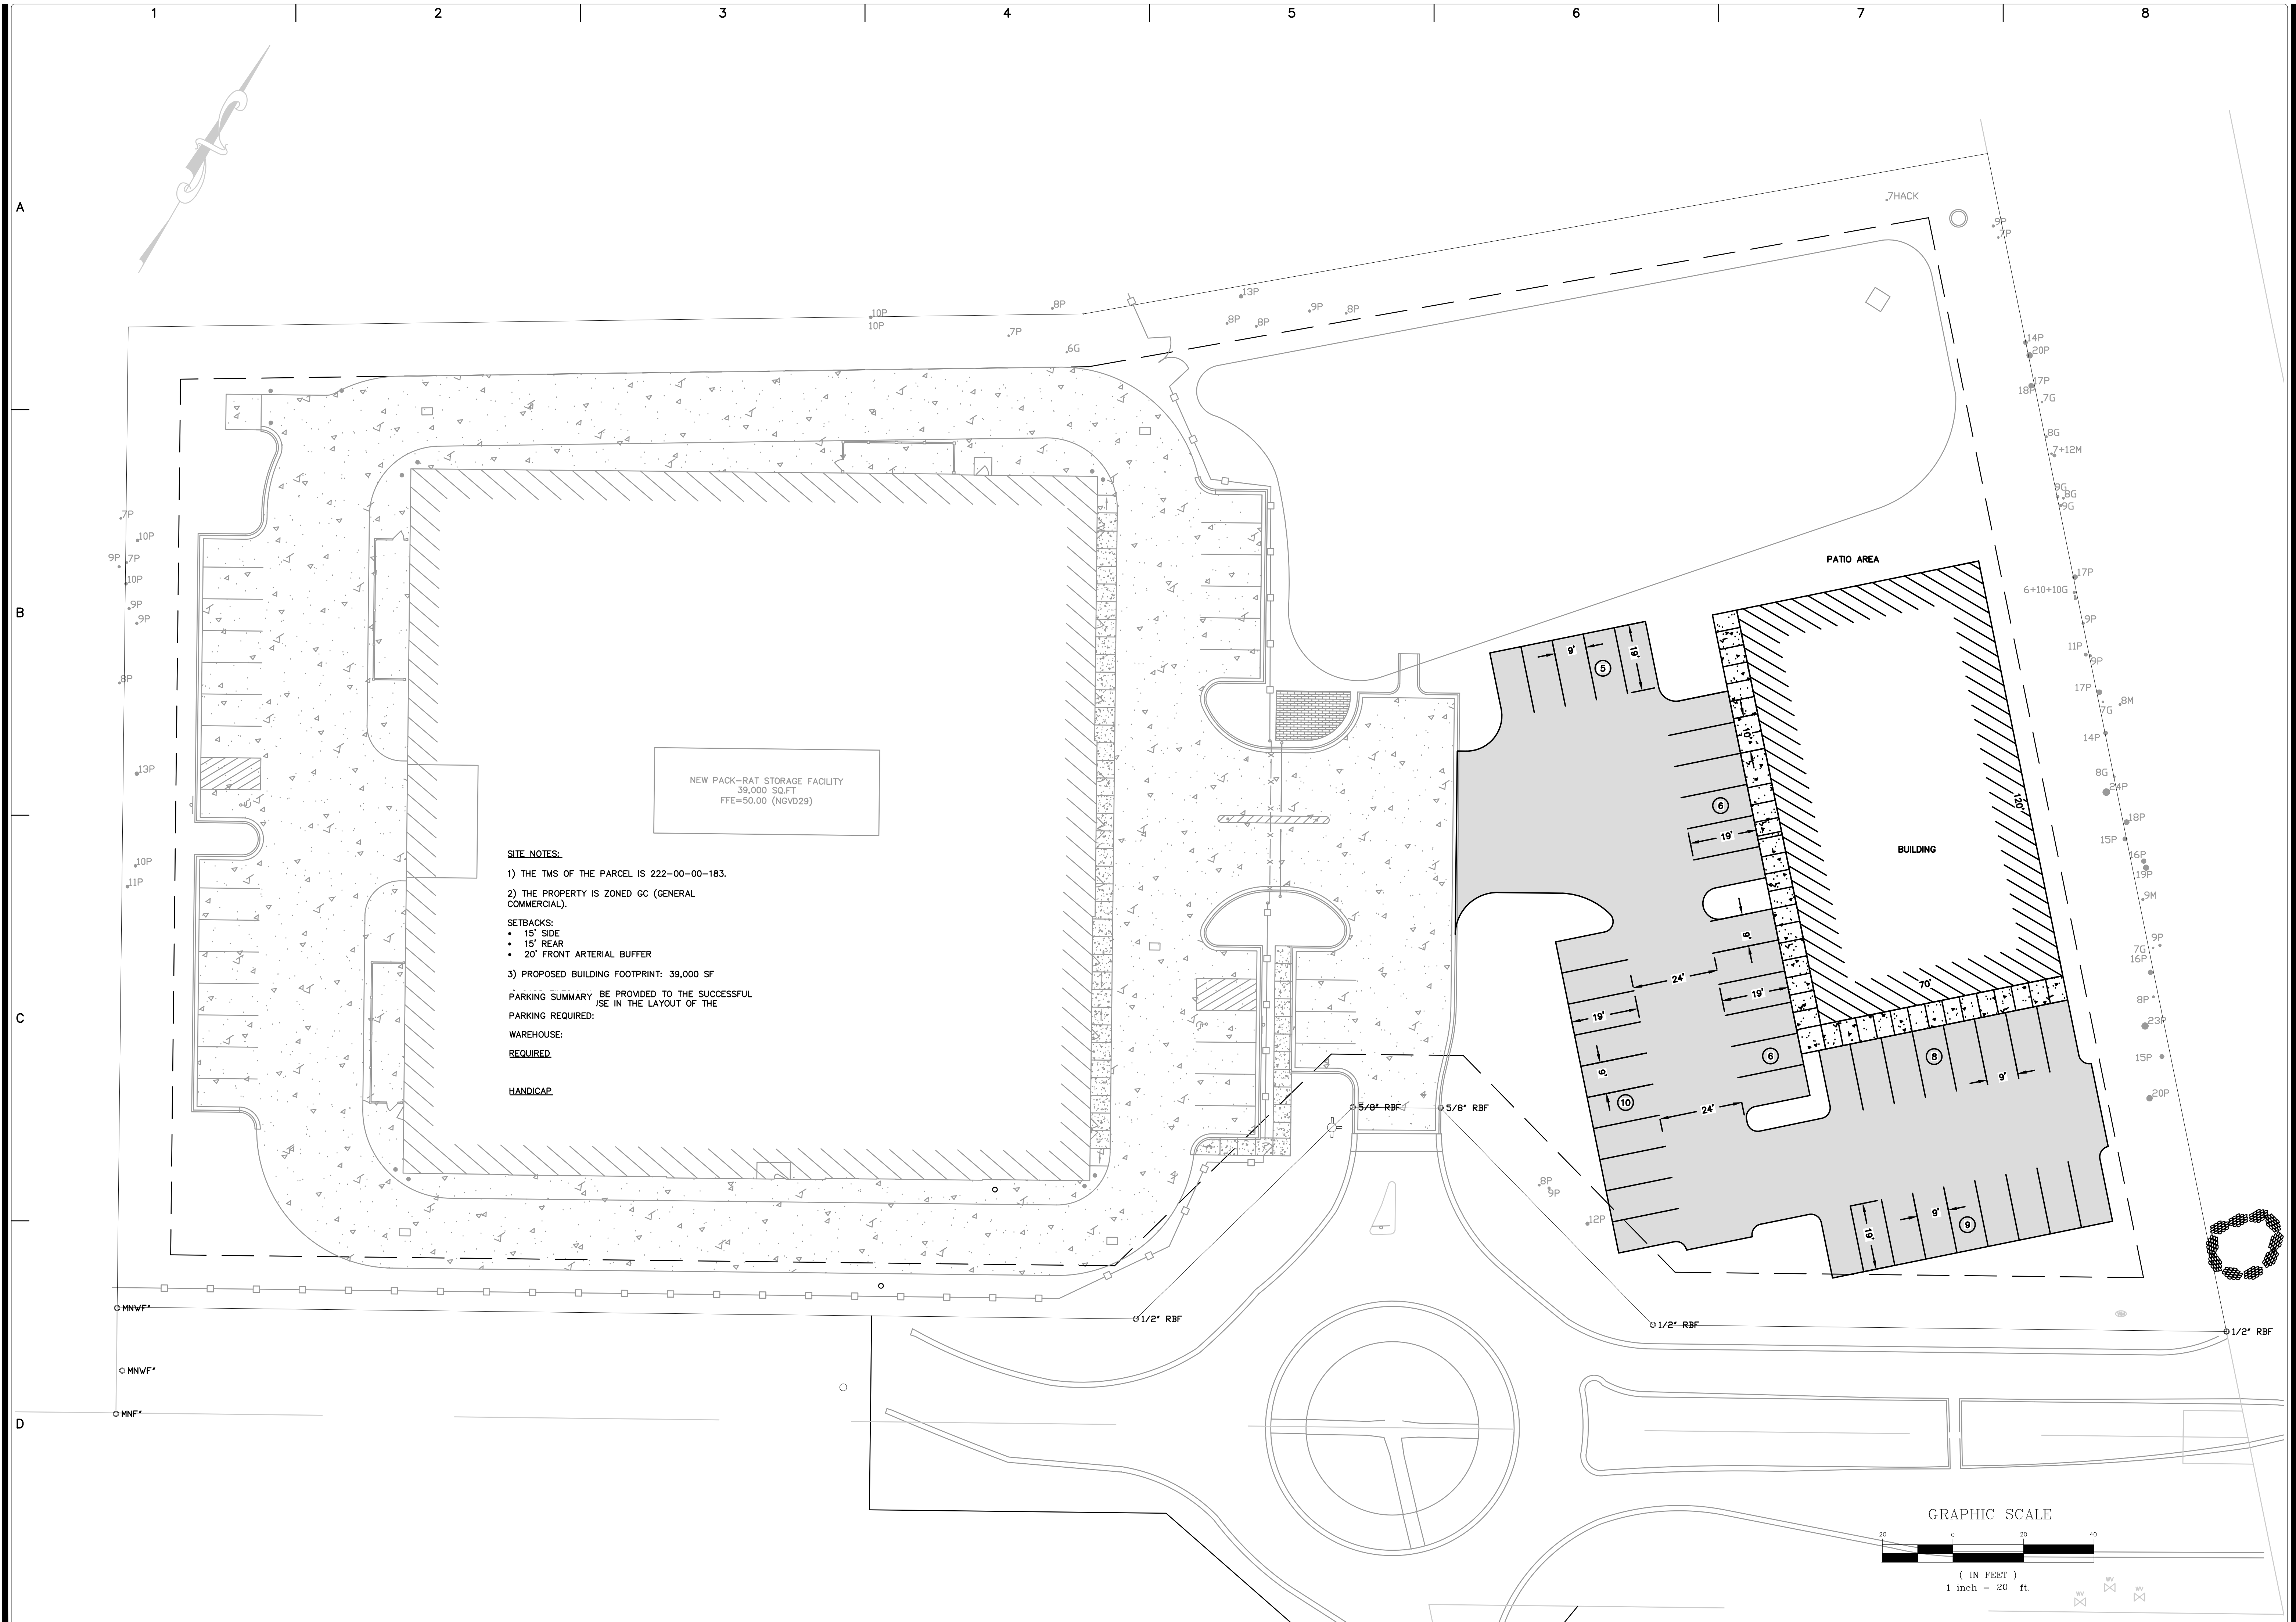 1 2 3 4 5 6 7 8
A
7HACK
9P
7P
13P
8P
10P
10P
9P
8P
8P
8P
7P
6G
14P
20P
17P
18P
7G
8G
7+12M
9G
8G
9G
7P
10P
9P 7P
10P
9P
9P
8P
13P
10P
11P
B
PATIO AREA
17P
6+10+10G
9P
11P
9P
17P
8M
7G
14P
8G
24P
18P
15P
16P
19P
9M
9P
7G
16P
8P
23P
15P
20P
9'
5
19'
10'
6
19'
120'
BUILDING
9'
24'
19'
70'
19'
9'
10
6
8
9'
24'
9'
9
19'
NEW PACK-RAT STORAGE FACILITY
39,000 SQ.FT
FFE=50.00 (NGVD29)
SITE NOTES:
1) THE TMS OF THE PARCEL IS 222-00-00-183.
2) THE PROPERTY IS ZONED GC (GENERAL
COMMERCIAL).
SETBACKS:
• 15' SIDE
• 15' REAR
• 20' FRONT ARTERIAL BUFFER
3) PROPOSED BUILDING FOOTPRINT: 39,000 SF
BE PROVIDED TO THE SUCCESSFUL
PARKING SUMMARY
IN THE LAYOUT OF THE
PARKING REQUIRED:
WAREHOUSE:
REQUIRED
HANDICAP
C
5/8" RBF
5/8" RBF
8P
9P
12P
MNWF"
1/2" RBF
1/2" RBF
1/2" RBF
MNWF"
MNF"
D
GRAPHIC SCALE
20 0 20 40
( IN FEET )
1 inch = 20 ft.
WV
WV
WV